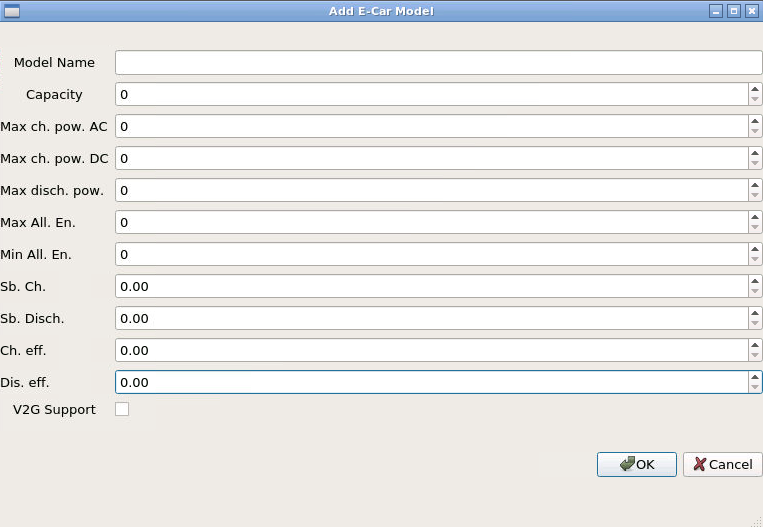 Add E-Car Model
Model Name
Capacity 0
Max ch. pow. AC 0
Max ch. pow. DC 0
Max disch. pow. 0
Max All. En. 0
Min All. En. 0
Sb. Ch. 0.00
Sb. Disch. 0.00
Ch. eff. 0.00
Dis. eff. 0.00
V2G Support
OK Cancel